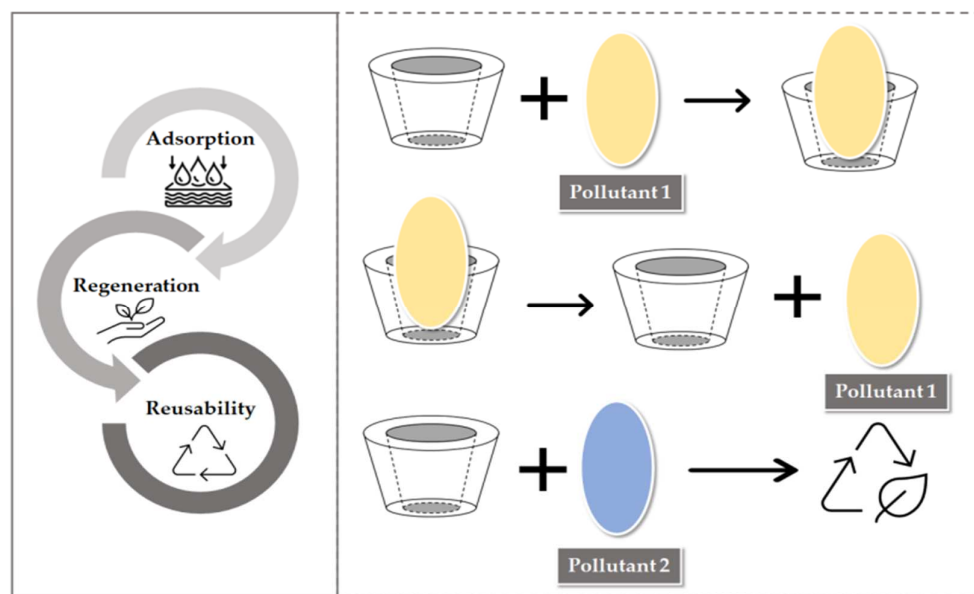 Adsorption
Regeneration
Reusability
Pollutant 1
Pollutant 1
Pollutant 2